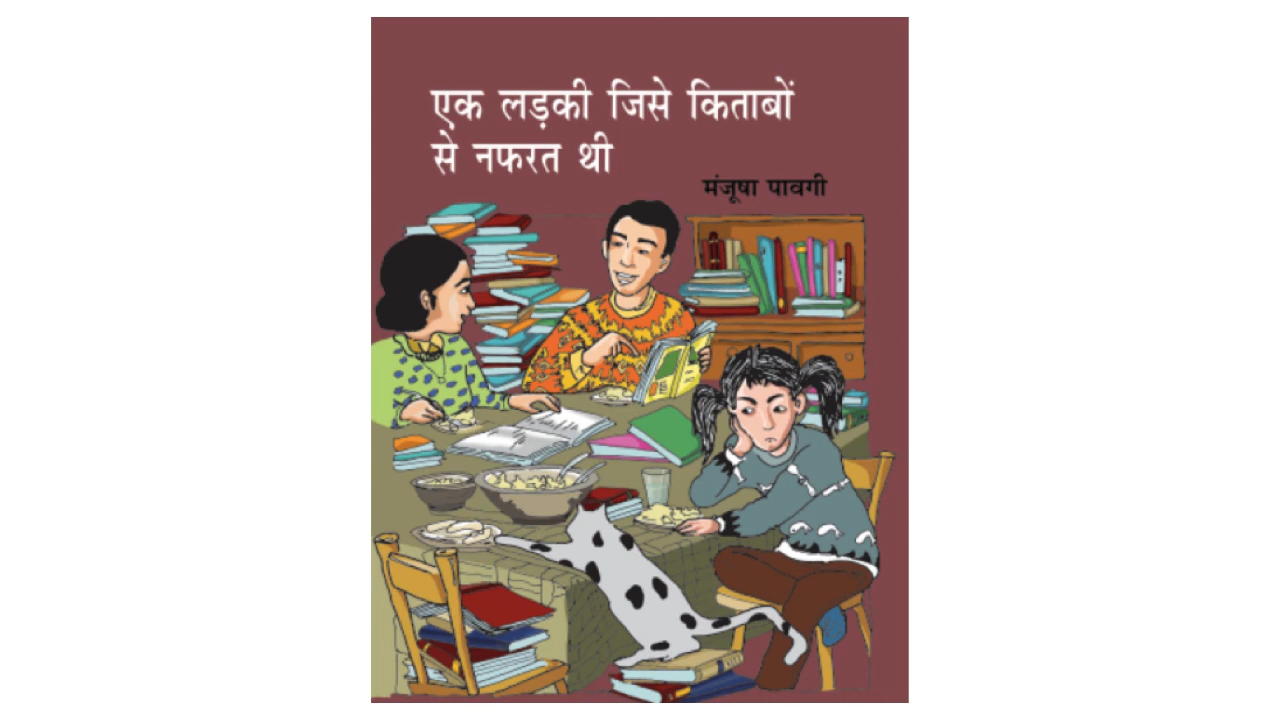 एक लड़की जिसे किताबों
से नफरत थी
मंजूषा पावगी